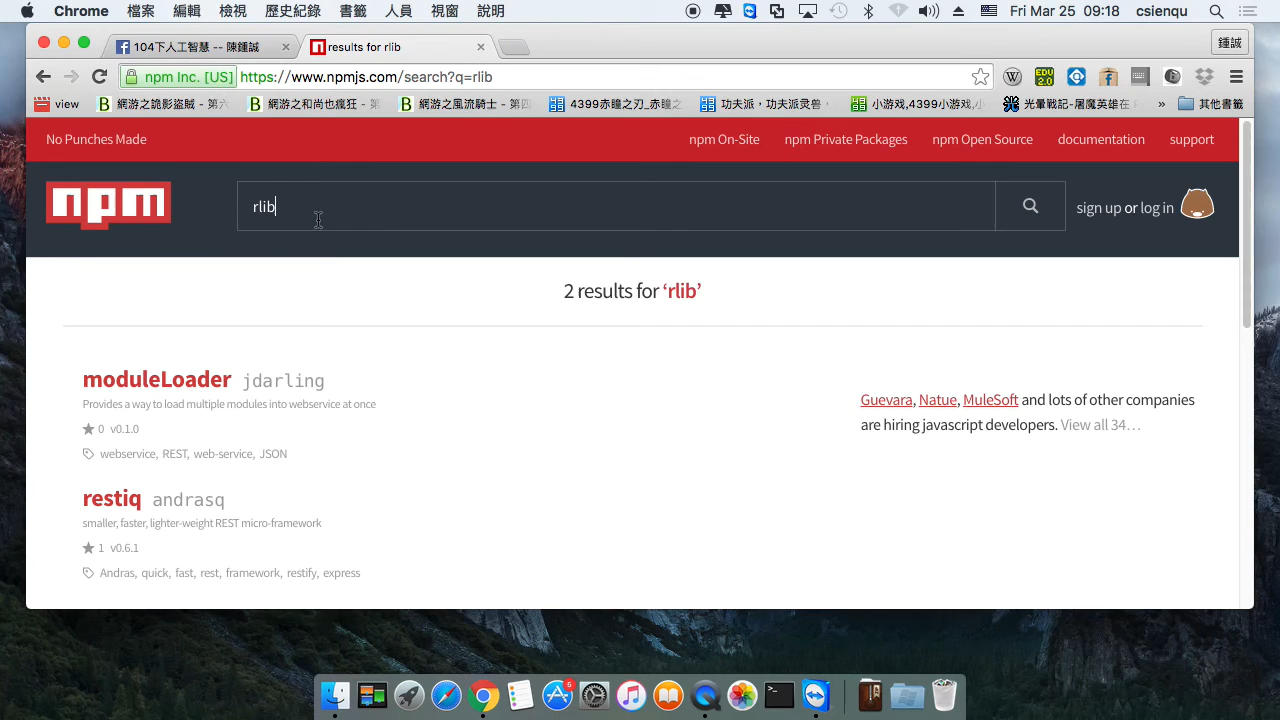 Chrome 檔案 編輯 檢視 歷史紀錄 書籤 人員 視窗 說明 Fri Mar 25 09:18 csienqu
104下人工智慧 -- 陳鍾誠 results for rlib 鍾誠
npm Inc. [US] https://www.npmjs.com/search?q=rlib
view 網游之賊影盜賊 - 第六 網游之和尚也瘋狂 - 第 網游之風流騎士 - 第四 4399赤瞳之刃_赤瞳之 功夫派，功夫派灵兽， 小游戏,4399小游戏,小 光暈戰記-屠魔英雄在 » 其他書籤
No Punches Made npm On-Site npm Private Packages npm Open Source documentation support
npm rlib sign up or log in
2 results for ‘rlib’
moduleLoader jdarling
Provides a way to load multiple modules into webservice at once
0 v0.1.0
webservice, REST, web-service, JSON
Guevara, Natue, MuleSoft and lots of other companies
are hiring javascript developers. View all 34…
restiq andrasq
smaller, faster, lighter-weight REST micro-framework
1 v0.6.1
Andras, quick, fast, rest, framework, restify, express
6